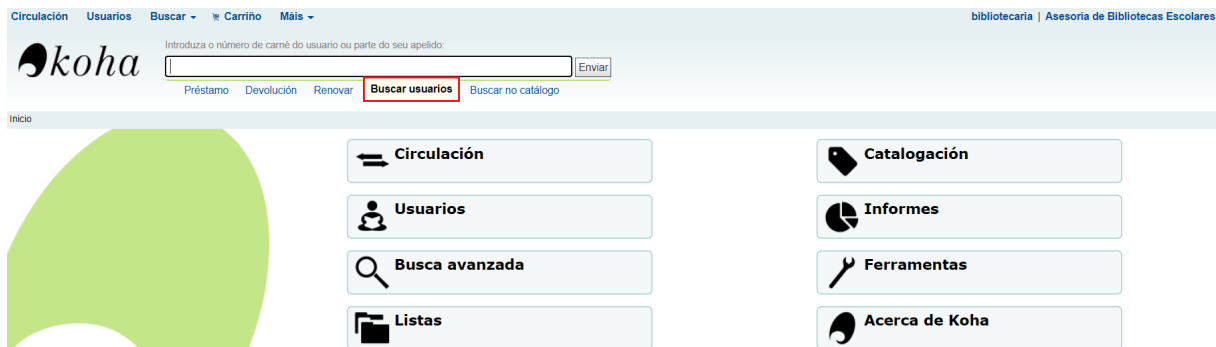 Circulación Usuarios Buscar Carriño Máis bibliotecaria | Asesoría de Bibliotecas Escolares
koha
Introduza o número de carné do usuario ou parte do seu apelido:
Enviar
Préstamo Devolución Renovar Buscar usuarios Buscar no catálogo
Inicio
Circulación Catalogación
Usuarios Informes
Busca avanzada Ferramentas
Listas Acerca de Koha